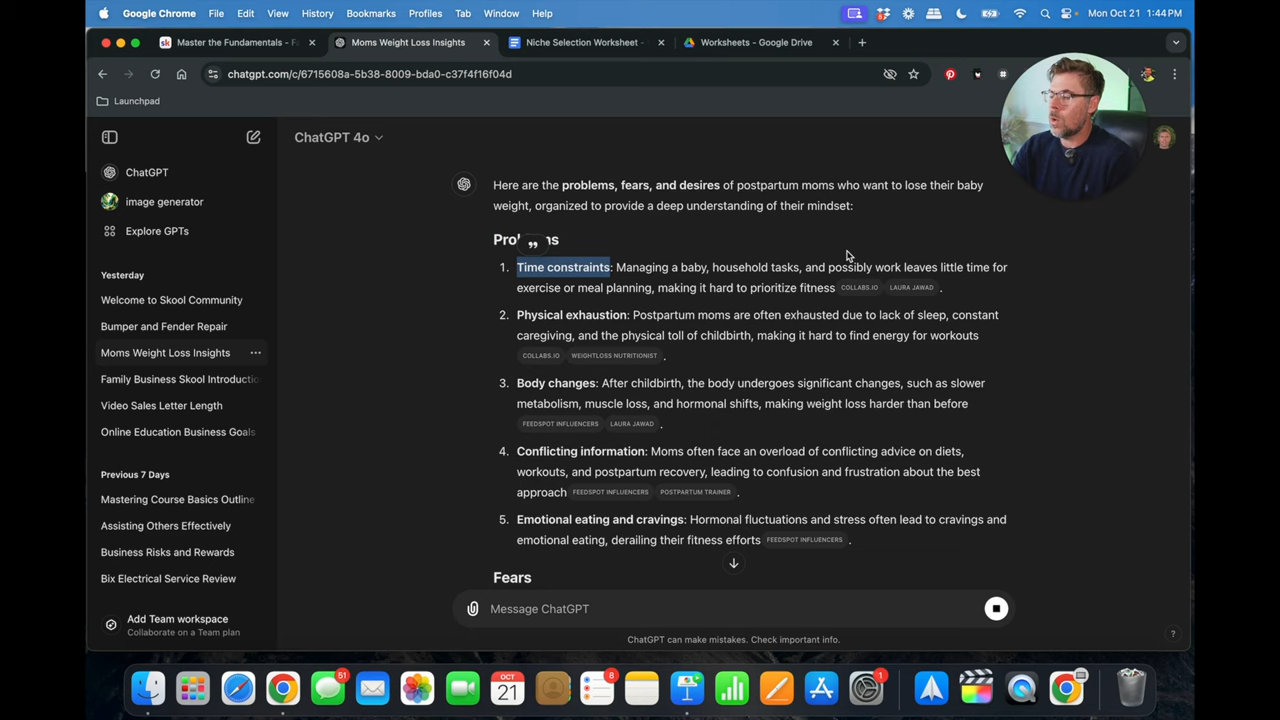 Google Chrome File Edit View History Bookmarks Profiles Tab Window Help Mon Oct 21 1:44 PM
Master the Fundamentals - F
Moms Weight Loss Insights
Niche Selection Worksheet -
Worksheets - Google Drive
chatgpt.com/c/6715608a-5b38-8009-bda0-c37f4f16f04d
Launchpad
ChatGPT
image generator
Explore GPTs
Yesterday
Welcome to Skool Community
Bumper and Fender Repair
Moms Weight Loss Insights
Family Business Skool Introductio
Video Sales Letter Length
Online Education Business Goals
Previous 7 Days
Mastering Course Basics Outline
Assisting Others Effectively
Business Risks and Rewards
Bix Electrical Service Review
Add Team workspace
Collaborate on a Team plan
ChatGPT 4o
Here are the problems, fears, and desires of postpartum moms who want to lose their baby
weight, organized to provide a deep understanding of their mindset:
1. Time constraints: Managing a baby, household tasks, and possibly work leaves little time for
exercise or meal planning, making it hard to prioritize fitness COLLABS.IO LAURA JAWAD .
2. Physical exhaustion: Postpartum moms are often exhausted due to lack of sleep, constant
caregiving, and the physical toll of childbirth, making it hard to find energy for workouts
COLLABS.IO WEIGHTLOSS NUTRITIONIST .
3. Body changes: After childbirth, the body undergoes significant changes, such as slower
metabolism, muscle loss, and hormonal shifts, making weight loss harder than before
FEEDSPOT INFLUENCERS LAURA JAWAD .
4. Conflicting information: Moms often face an overload of conflicting advice on diets,
workouts, and postpartum recovery, leading to confusion and frustration about the best
approach FEEDSPOT INFLUENCERS POSTPARTUM TRAINER .
5. Emotional eating and cravings: Hormonal fluctuations and stress often lead to cravings and
emotional eating, derailing their fitness efforts FEEDSPOT INFLUENCERS .
Fears
Message ChatGPT
ChatGPT can make mistakes. Check important info.
?
51
OCT
21
8
1